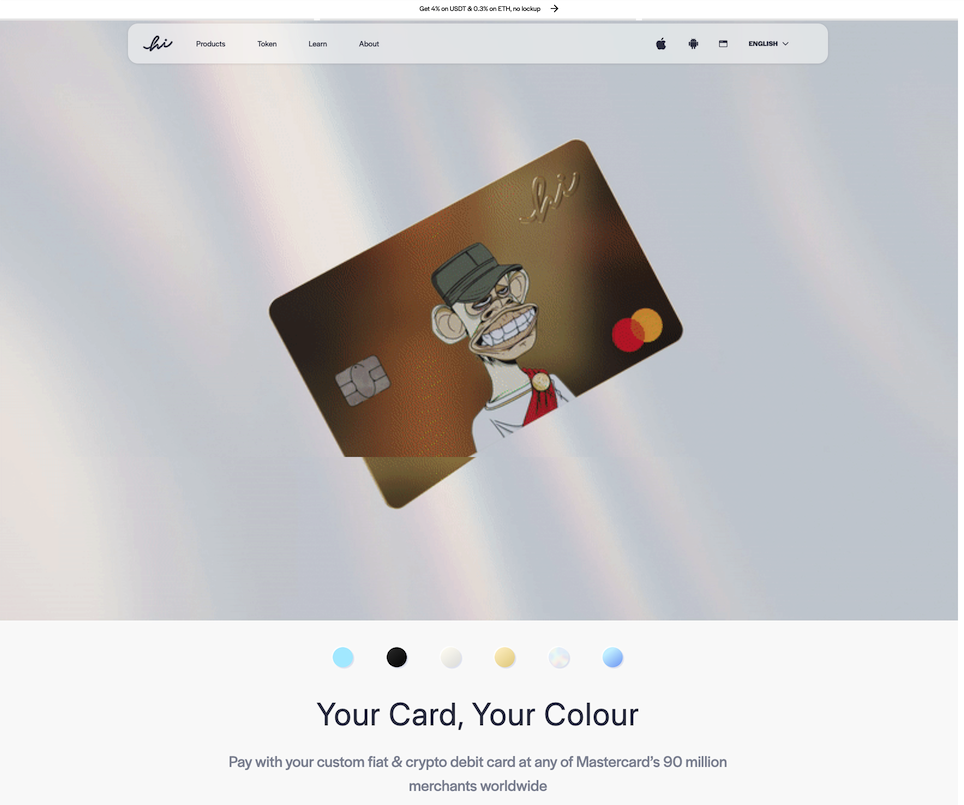 Get 4% on USDT & 0.3% on ETH, no lockup
hi Products Token Learn About ENGLISH
hi
Your Card, Your Colour
Pay with your custom fiat & crypto debit card at any of Mastercard’s 90 million
merchants worldwide